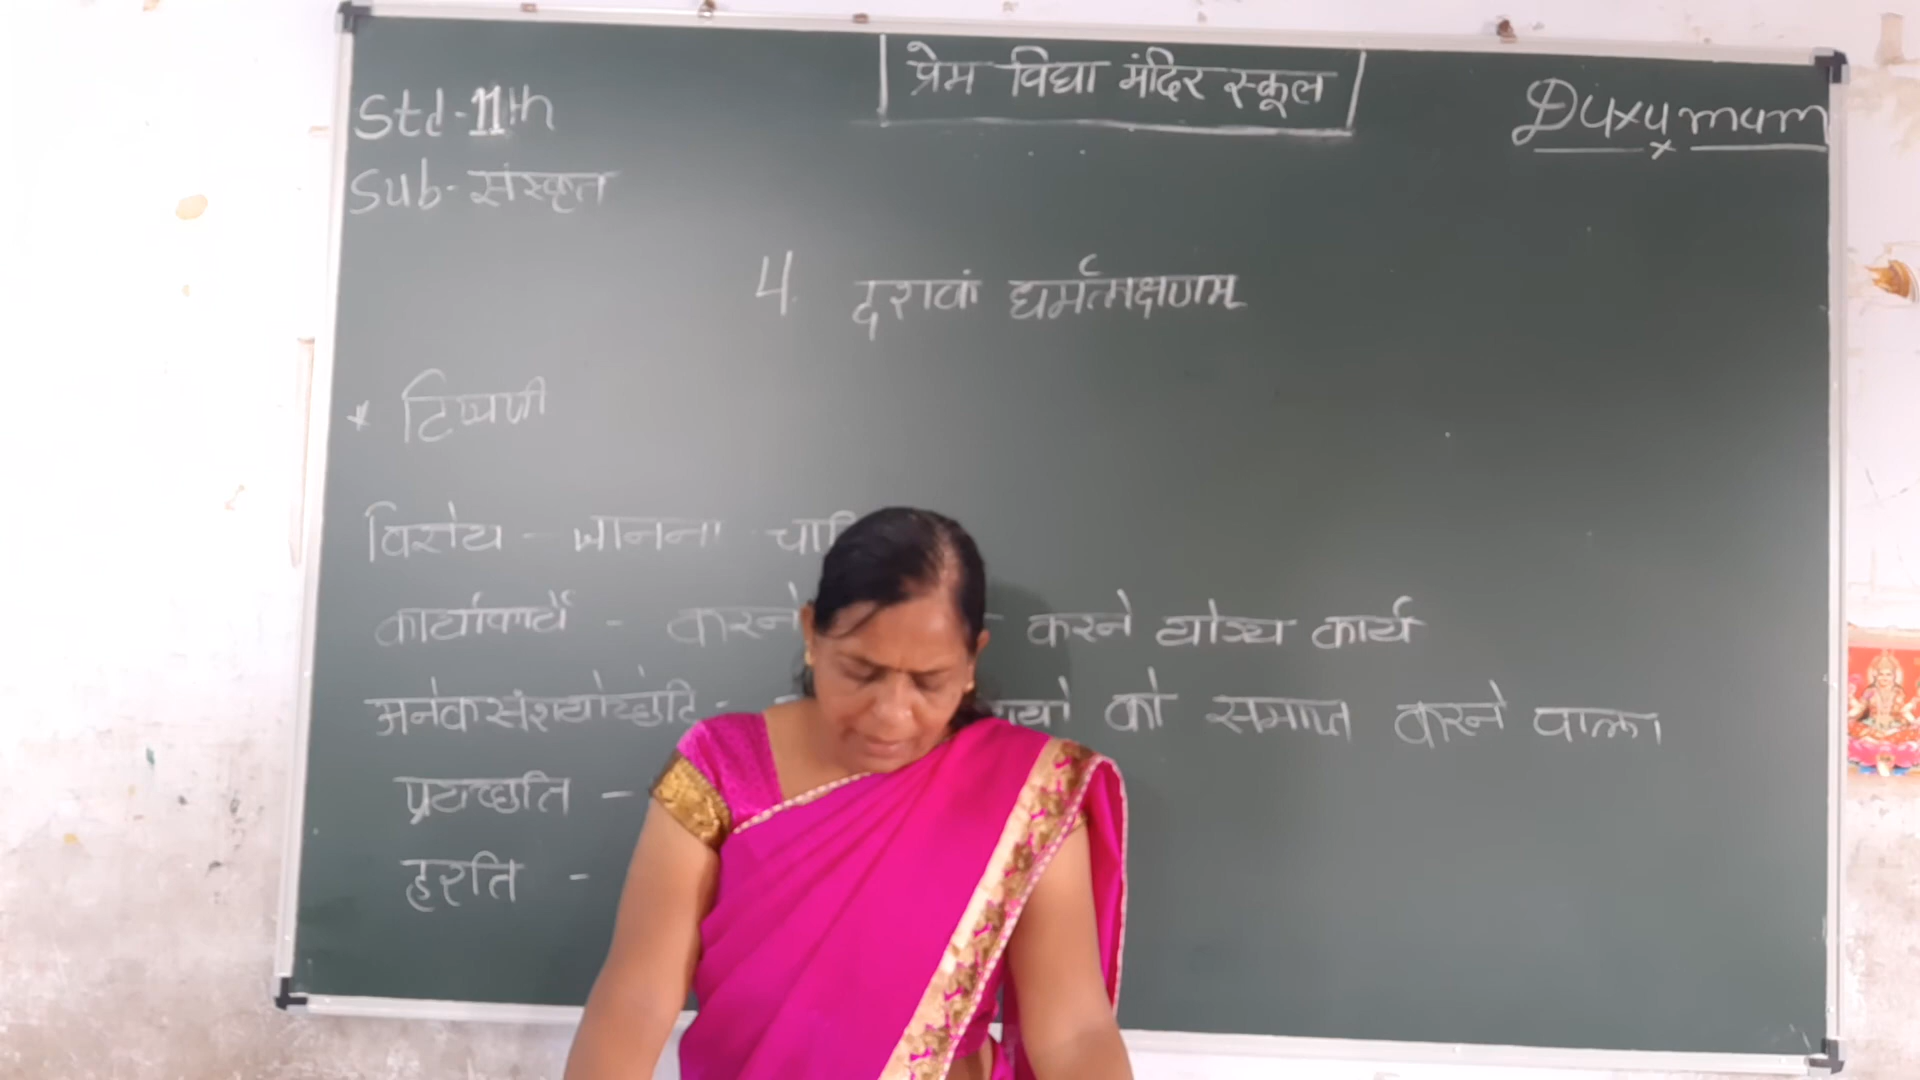 प्रेम विद्या मंदिर स्कूल
Std-11th
Sub-संस्कृत
4. दशकं धर्मलक्षणम्
* टिप्पणी
विज्ञेय - जानना
- करने करने योग्य कार्य
अनेकसंशयोच्छेदि - को समाप्त करने वाला
प्रयच्छति -
हरति -